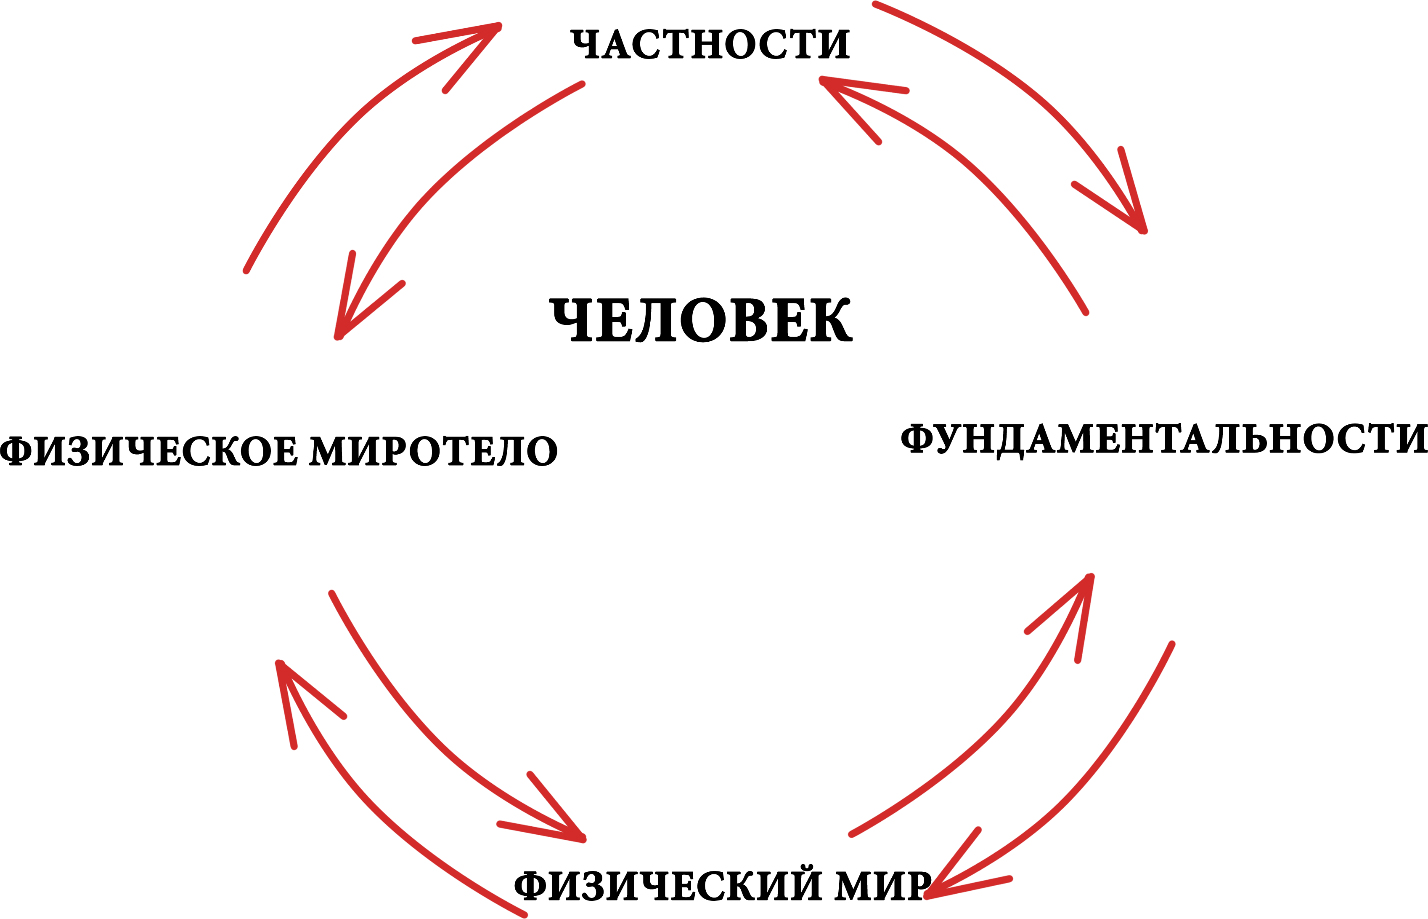 ЧАСТНОСТИ
ЧЕЛОВЕК
ФИЗИЧЕСКОЕ МИРОТЕЛО
ФУНДАМЕНТАЛЬНОСТИ
ФИЗИЧЕСКИЙ МИР